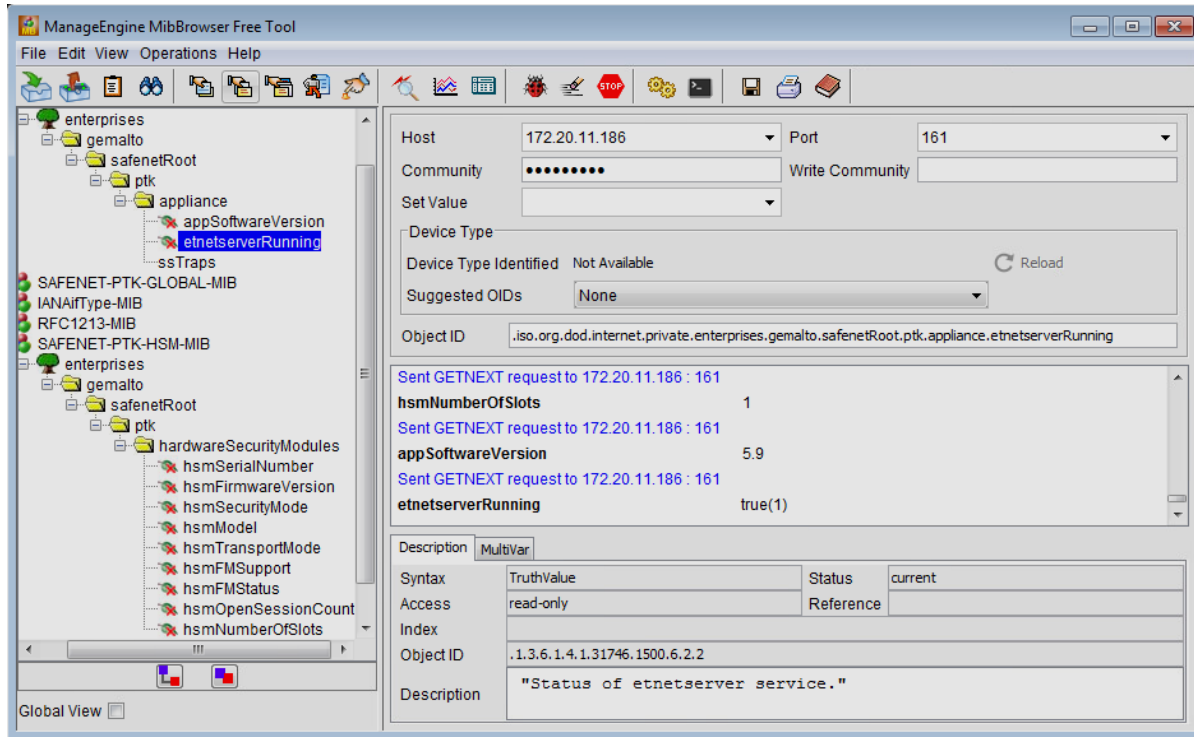 ManageEngine MibBrowser Free Tool
File Edit View Operations Help
STOP
enterprises
gemalto
safenetRoot
ptk
appliance
appSoftwareVersion
etnetserverRunning
ssTraps
SAFENET-PTK-GLOBAL-MIB
IANAifType-MIB
RFC1213-MIB
SAFENET-PTK-HSM-MIB
enterprises
gemalto
safenetRoot
ptk
hardwareSecurityModules
hsmSerialNumber
hsmFirmwareVersion
hsmSecurityMode
hsmModel
hsmTransportMode
hsmFMSupport
hsmFMStatus
hsmOpenSessionCount
hsmNumberOfSlots
Global View
Host 172.20.11.186 Port 161
Community ••••••••• Write Community
Set Value
Device Type
Device Type Identified Not Available Reload
Suggested OIDs None
Object ID .iso.org.dod.internet.private.enterprises.gemalto.safenetRoot.ptk.appliance.etnetserverRunning
Sent GETNEXT request to 172.20.11.186 : 161
hsmNumberOfSlots 1
Sent GETNEXT request to 172.20.11.186 : 161
appSoftwareVersion 5.9
Sent GETNEXT request to 172.20.11.186 : 161
etnetserverRunning true(1)
Description MultiVar
Syntax TruthValue Status current
Access read-only Reference
Index
Object ID .1.3.6.1.4.1.31746.1500.6.2.2
Description "Status of etnetserver service."